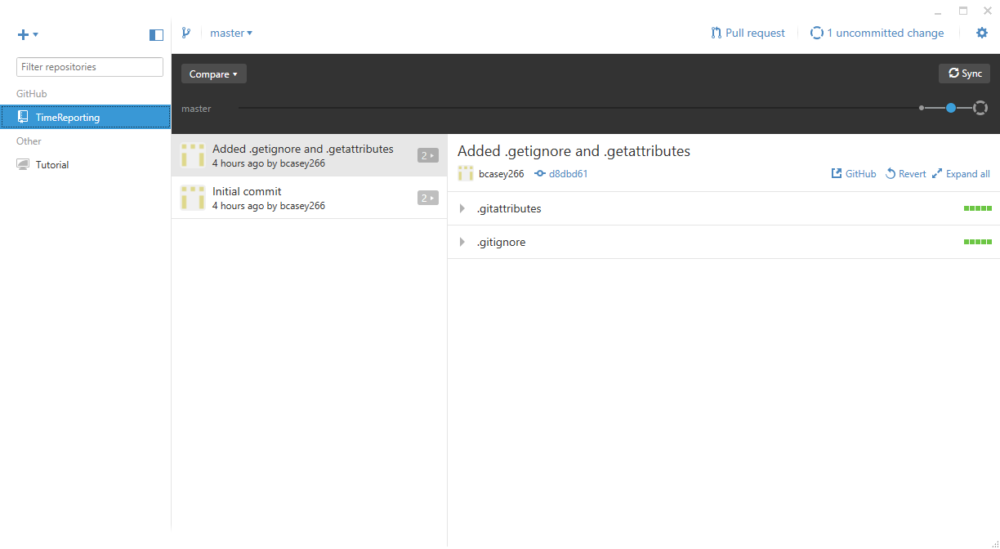 master
Pull request
1 uncommitted change
Filter repositories
GitHub
TimeReporting
Other
Tutorial
Compare
Sync
master
Added .getignore and .getattributes
4 hours ago by bcasey266
2
Initial commit
4 hours ago by bcasey266
2
Added .getignore and .getattributes
bcasey266
d8dbd61
GitHub
Revert
Expand all
.gitattributes
.gitignore